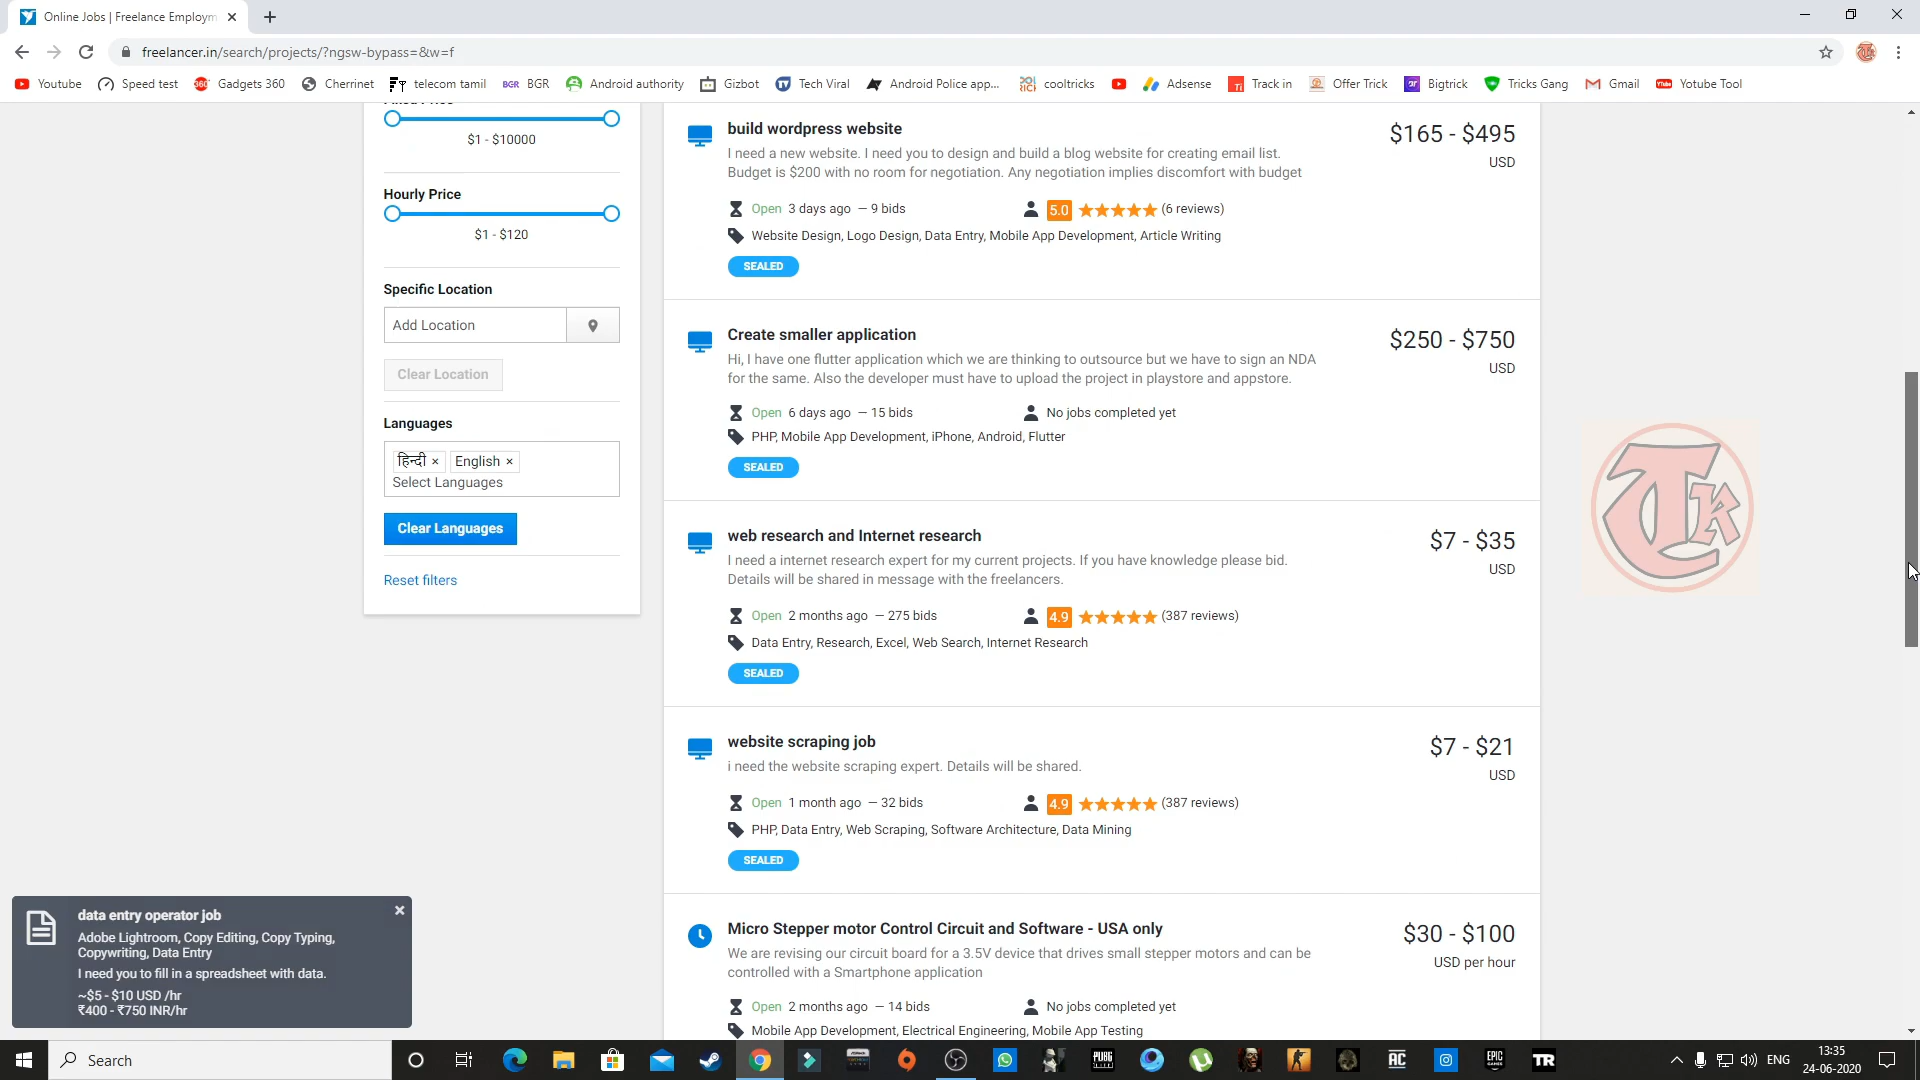 Online Jobs | Freelance Employm
freelancer.in/search/projects/?ngsw-bypass=&w=f
Youtube Speed test Gadgets 360 Cherrinet telecom tamil BGR BGR Android authority Gizbot Tech Viral Android Police app... cooltricks Adsense Track in Offer Trick Bigtrick Tricks Gang Gmail Yotube Tool
$1 - $10000
Hourly Price
$1 - $120
Specific Location
Add Location
Clear Location
Languages
हिन्दी × English ×
Select Languages
Clear Languages
Reset filters
build wordpress website
$165 - $495
USD
I need a new website. I need you to design and build a blog website for creating email list.
Budget is $200 with no room for negotiation. Any negotiation implies discomfort with budget
Open 3 days ago — 9 bids 5.0 (6 reviews)
Website Design, Logo Design, Data Entry, Mobile App Development, Article Writing
SEALED
Create smaller application
$250 - $750
USD
Hi, I have one flutter application which we are thinking to outsource but we have to sign an NDA
for the same. Also the developer must have to upload the project in playstore and appstore.
Open 6 days ago — 15 bids No jobs completed yet
PHP, Mobile App Development, iPhone, Android, Flutter
SEALED
web research and Internet research
$7 - $35
USD
I need a internet research expert for my current projects. If you have knowledge please bid.
Details will be shared in message with the freelancers.
Open 2 months ago — 275 bids 4.9 (387 reviews)
Data Entry, Research, Excel, Web Search, Internet Research
SEALED
website scraping job
$7 - $21
USD
i need the website scraping expert. Details will be shared.
Open 1 month ago — 32 bids 4.9 (387 reviews)
PHP, Data Entry, Web Scraping, Software Architecture, Data Mining
SEALED
Micro Stepper motor Control Circuit and Software - USA only
$30 - $100
USD per hour
We are revising our circuit board for a 3.5V device that drives small stepper motors and can be
controlled with a Smartphone application
Open 2 months ago — 14 bids No jobs completed yet
Mobile App Development, Electrical Engineering, Mobile App Testing
data entry operator job
Adobe Lightroom, Copy Editing, Copy Typing,
Copywriting, Data Entry
I need you to fill in a spreadsheet with data.
~$5 - $10 USD /hr
₹400 - ₹750 INR/hr
Tk
Search
ENG
13:35
24-06-2020